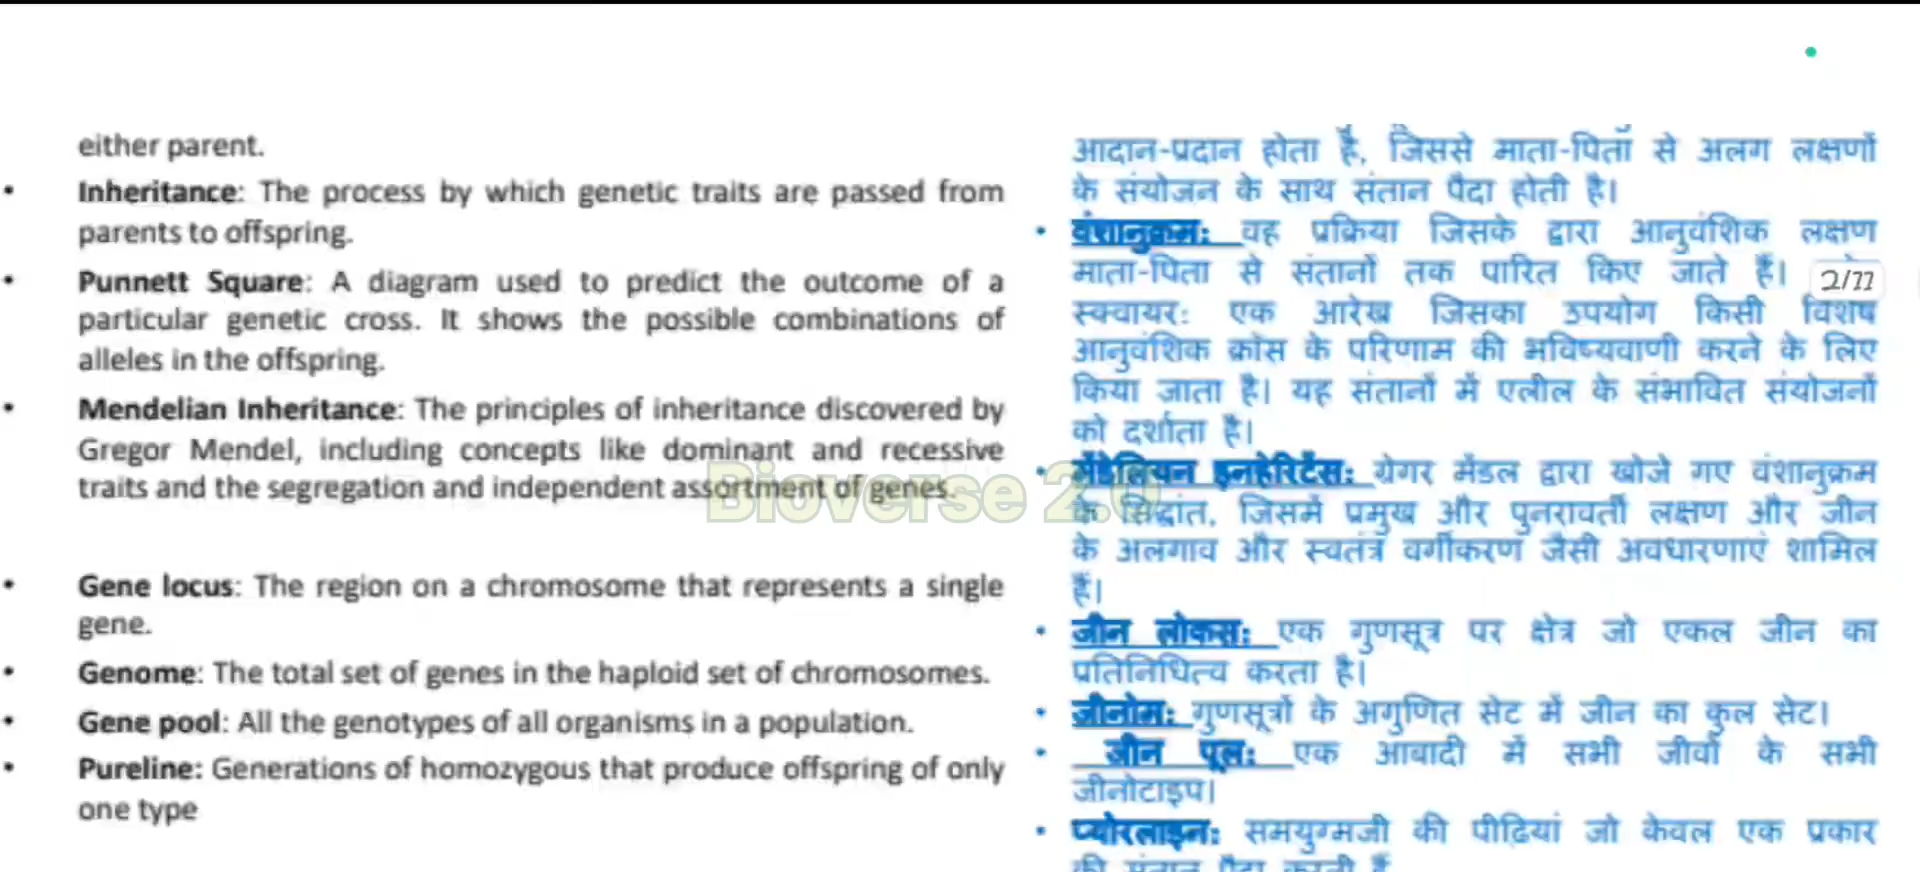 either parent.
• Inheritance: The process by which genetic traits are passed from
parents to offspring.
• Punnett Square: A diagram used to predict the outcome of a
particular genetic cross. It shows the possible combinations of
alleles in the offspring.
• Mendelian Inheritance: The principles of inheritance discovered by
Gregor Mendel, including concepts like dominant and recessive
traits and the segregation and independent assortment of genes.
• Gene locus: The region on a chromosome that represents a single
gene.
• Genome: The total set of genes in the haploid set of chromosomes.
• Gene pool: All the genotypes of all organisms in a population.
• Pureline: Generations of homozygous that produce offspring of only
one type
आदान-प्रदान होता है, जिससे माता-पिता से अलग लक्षणों
के संयोजन के साथ संतान पैदा होती है।
• वंशानुक्रम: वह प्रक्रिया जिसके द्वारा आनुवंशिक लक्षण
माता-पिता से संतानों तक पारित किए जाते हैं।
स्क्वायर: एक आरेख जिसका उपयोग किसी विशेष
आनुवंशिक क्रॉस के परिणाम की भविष्यवाणी करने के लिए
किया जाता है। यह संतानों में एलील के संभावित संयोजनों
को दर्शाता है।
• मेंडेलियन इनहेरिटेंस: ग्रेगर मेंडल द्वारा खोजे गए वंशानुक्रम
के सिद्धांत, जिसमें प्रमुख और पुनरावर्ती लक्षण और जीन
के अलगाव और स्वतंत्र वर्गीकरण जैसी अवधारणाएं शामिल
हैं।
• जीन लोकस: एक गुणसूत्र पर क्षेत्र जो एकल जीन का
प्रतिनिधित्व करता है।
• जीनोम: गुणसूत्रों के अगुणित सेट में जीन का कुल सेट।
• जीन पूल: एक आबादी में सभी जीवों के सभी
जीनोटाइप।
• प्योरलाइन: समयुग्मजी की पीढ़ियां जो केवल एक प्रकार
की संतान पैदा करती हैं
2/77
Bioverse 2.0